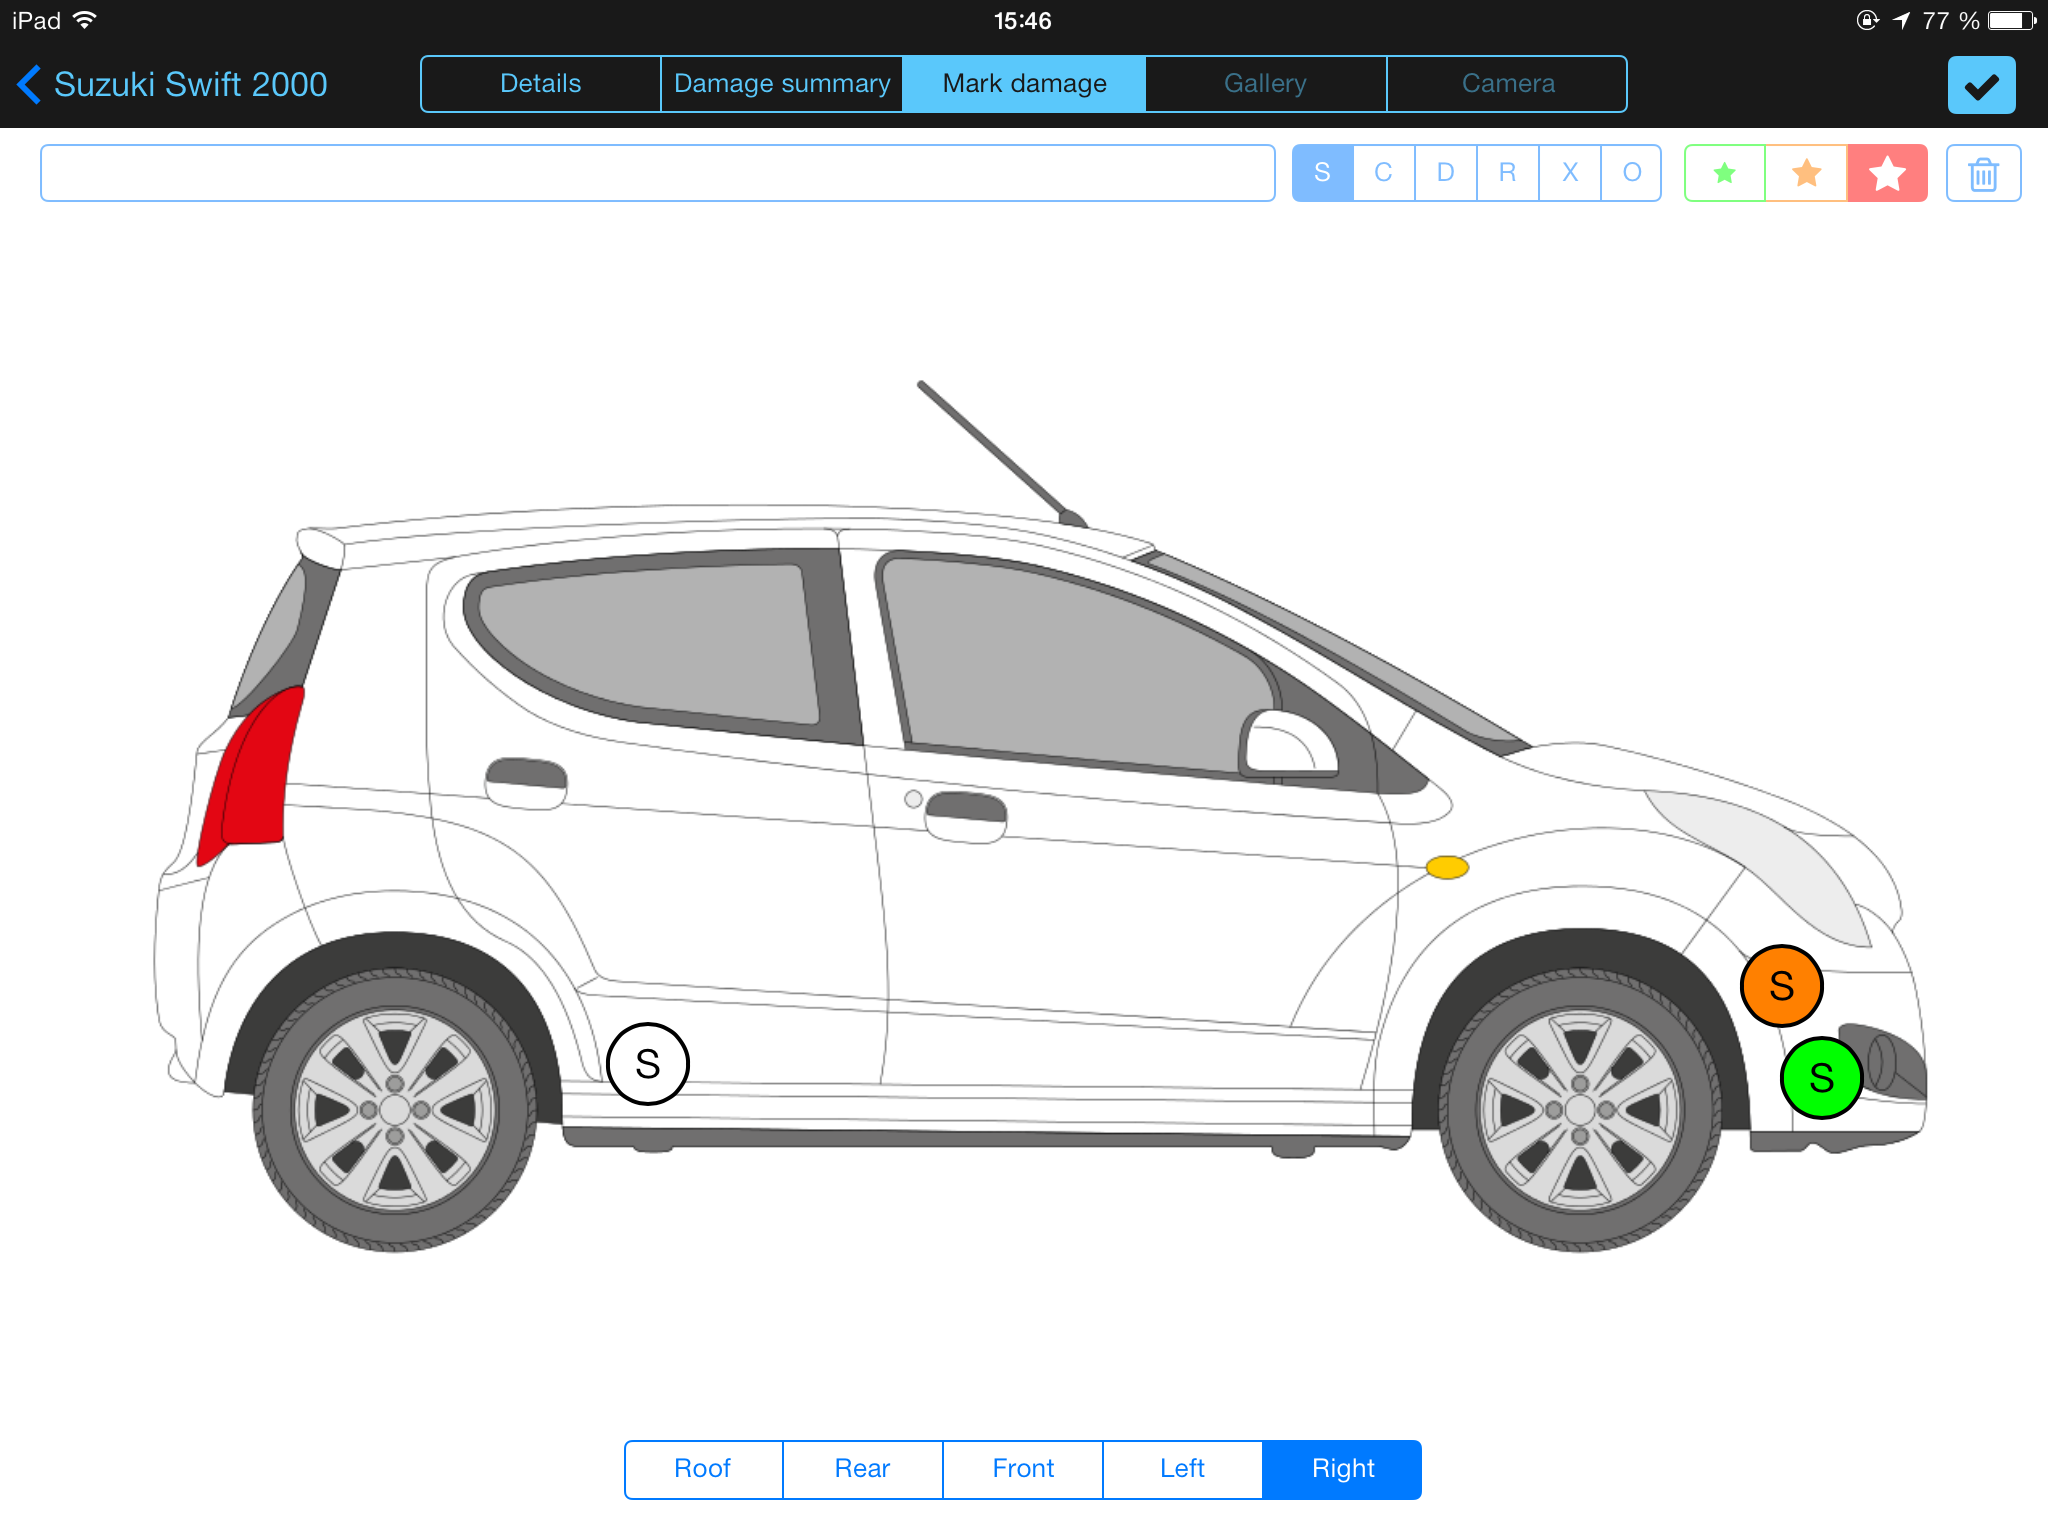 iPad 15:46 77 %
Suzuki Swift 2000 Details Damage summary Mark damage Gallery Camera
S C D R X O
S
S
S
Roof Rear Front Left Right